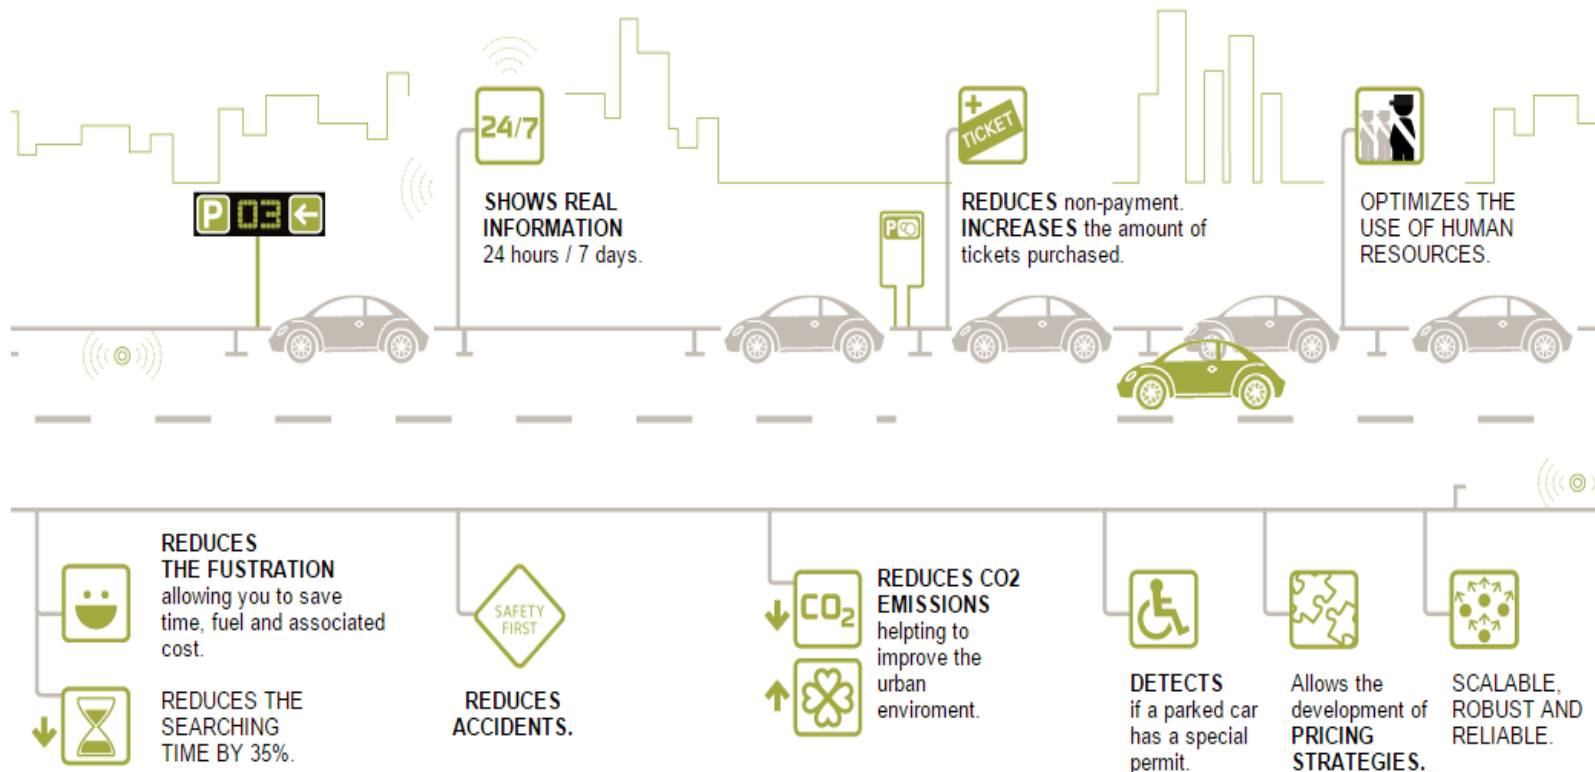 24/7
+
TICKET
P 03 ←
SHOWS REAL
INFORMATION
24 hours / 7 days.
P
REDUCES non-payment.
INCREASES the amount of
tickets purchased.
OPTIMIZES THE
USE OF HUMAN
RESOURCES.
REDUCES
THE FUSTRATION
allowing you to save
time, fuel and associated
cost.
REDUCES THE
SEARCHING
TIME BY 35%.
SAFETY
FIRST
REDUCES
ACCIDENTS.
CO2
REDUCES CO2
EMISSIONS
helpting to
improve the
urban
enviroment.
DETECTS
if a parked car
has a special
permit.
Allows the
development of
PRICING
STRATEGIES.
SCALABLE,
ROBUST AND
RELIABLE.